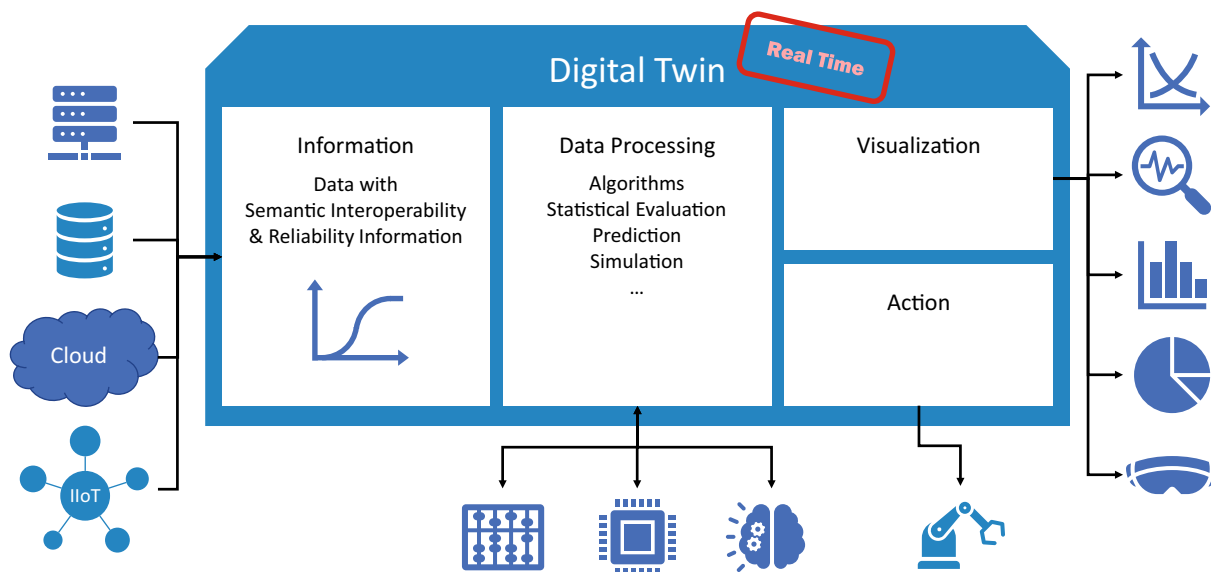 Digital Twin
Real Time
Information
Data with
Semantic Interoperability
& Reliability Information
Data Processing
Algorithms
Statistical Evaluation
Prediction
Simulation
...
Visualization
Action
Cloud
IIoT